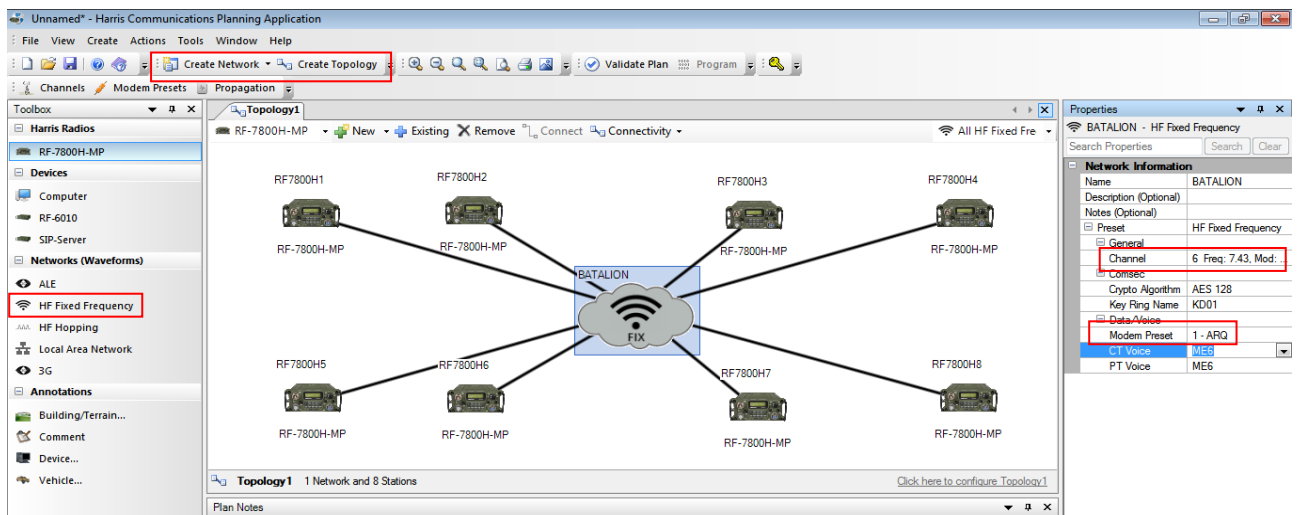 Unnamed* - Harris Communications Planning Application
File View Create Actions Tools Window Help
Create Network Create Topology Validate Plan Program
Channels Modem Presets Propagation
Toolbox
Harris Radios
RF-7800H-MP
Devices
Computer
RF-6010
SIP-Server
Networks (Waveforms)
ALE
HF Fixed Frequency
HF Hopping
Local Area Network
3G
Annotations
Building/Terrain...
Comment
Device...
Vehicle...
Topology1
RF-7800H-MP New Existing Remove Connect Connectivity All HF Fixed Fre
RF7800H1 RF7800H2 RF7800H3 RF7800H4
RF-7800H-MP RF-7800H-MP RF-7800H-MP RF-7800H-MP
BATALION
FIX
RF7800H5 RF7800H6 RF7800H7 RF7800H8
RF-7800H-MP RF-7800H-MP RF-7800H-MP RF-7800H-MP
Topology1 1 Network and 8 Stations Click here to configure Topology1
Plan Notes
Properties
BATALION - HF Fixed Frequency
Search Properties Search Clear
Network Information
Name BATALION
Description (Optional)
Notes (Optional)
Preset HF Fixed Frequency
General
Channel 6 Freq: 7.43, Mod: ...
Comsec
Crypto Algorithm AES 128
Key Ring Name KD01
Data/Voice
Modem Preset 1 - ARQ
CT Voice ME6
PT Voice ME6